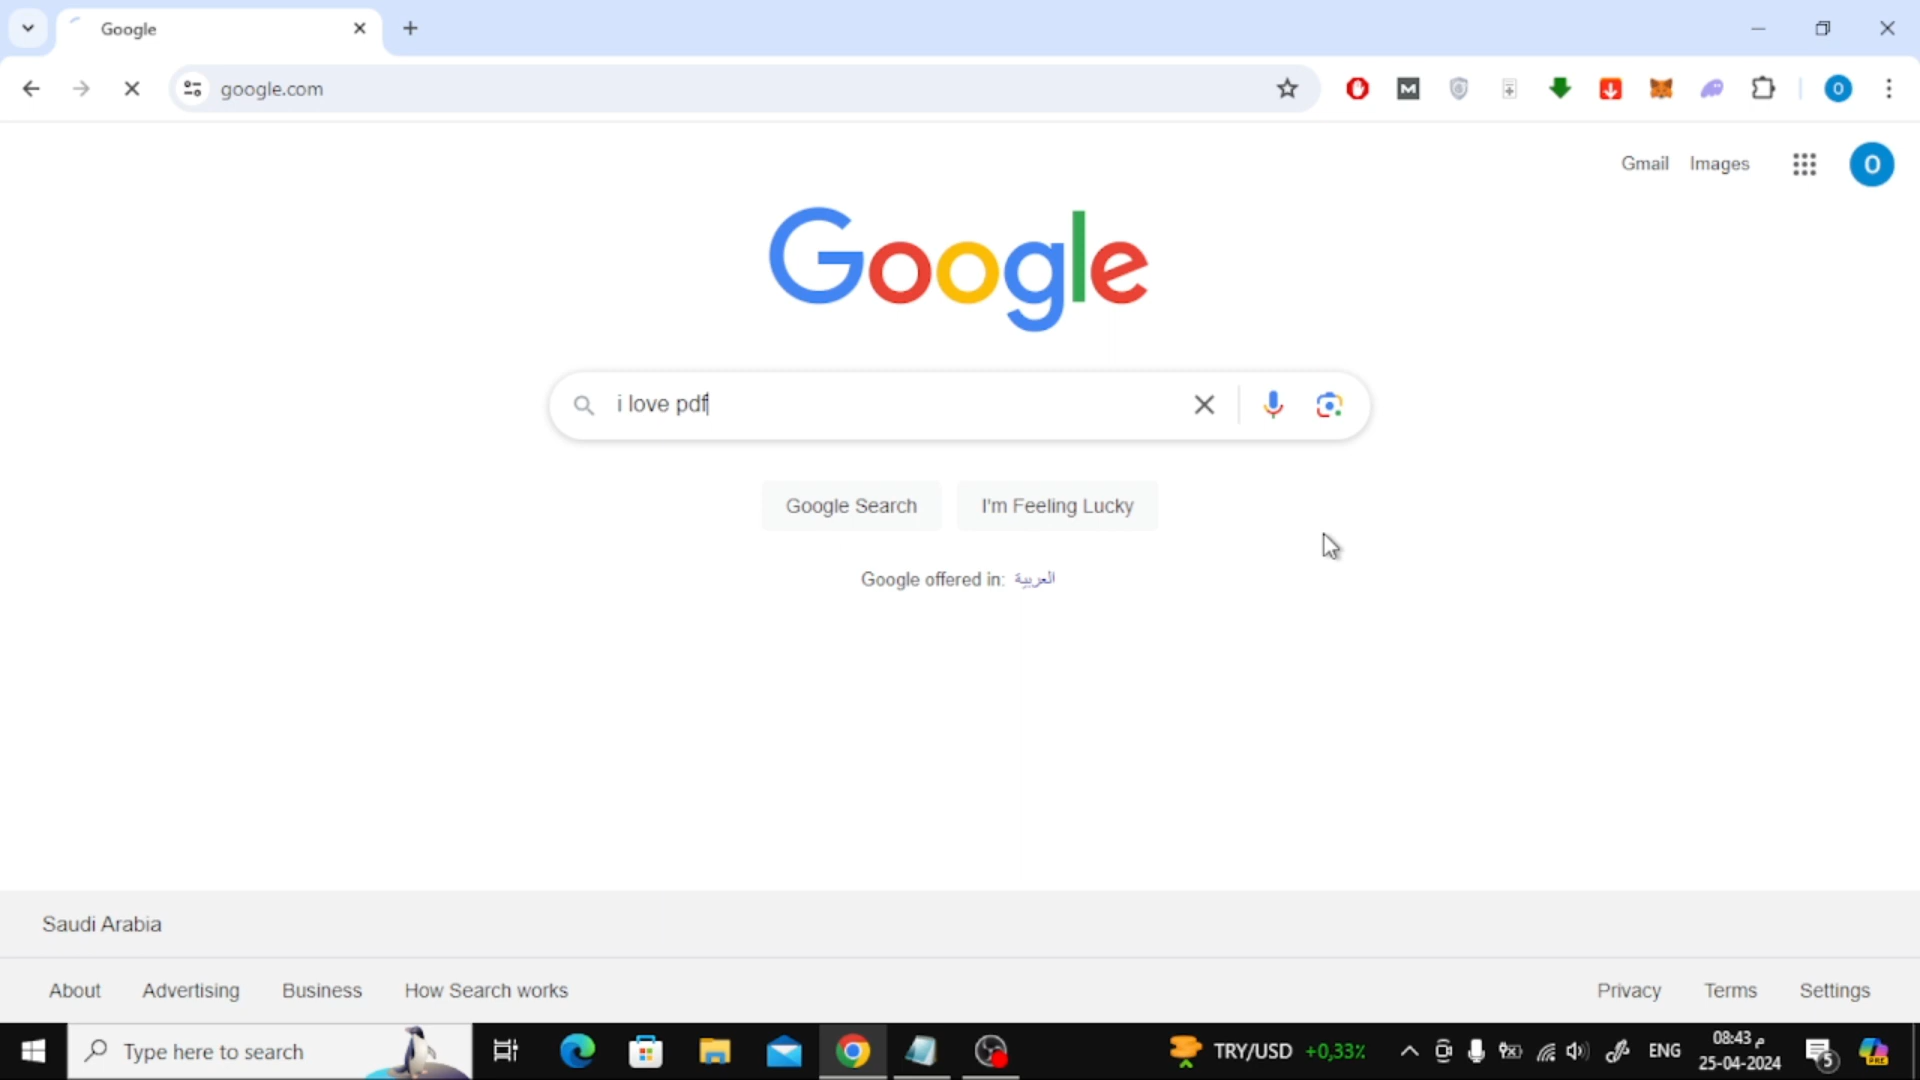 Google
google.com
Gmail Images
O
Google
i love pdf
Google Search I'm Feeling Lucky
Google offered in: العربية
Saudi Arabia
About Advertising Business How Search works Privacy Terms Settings
Type here to search
TRY/USD +0,33%
ENG
08:43 م
25-04-2024
5